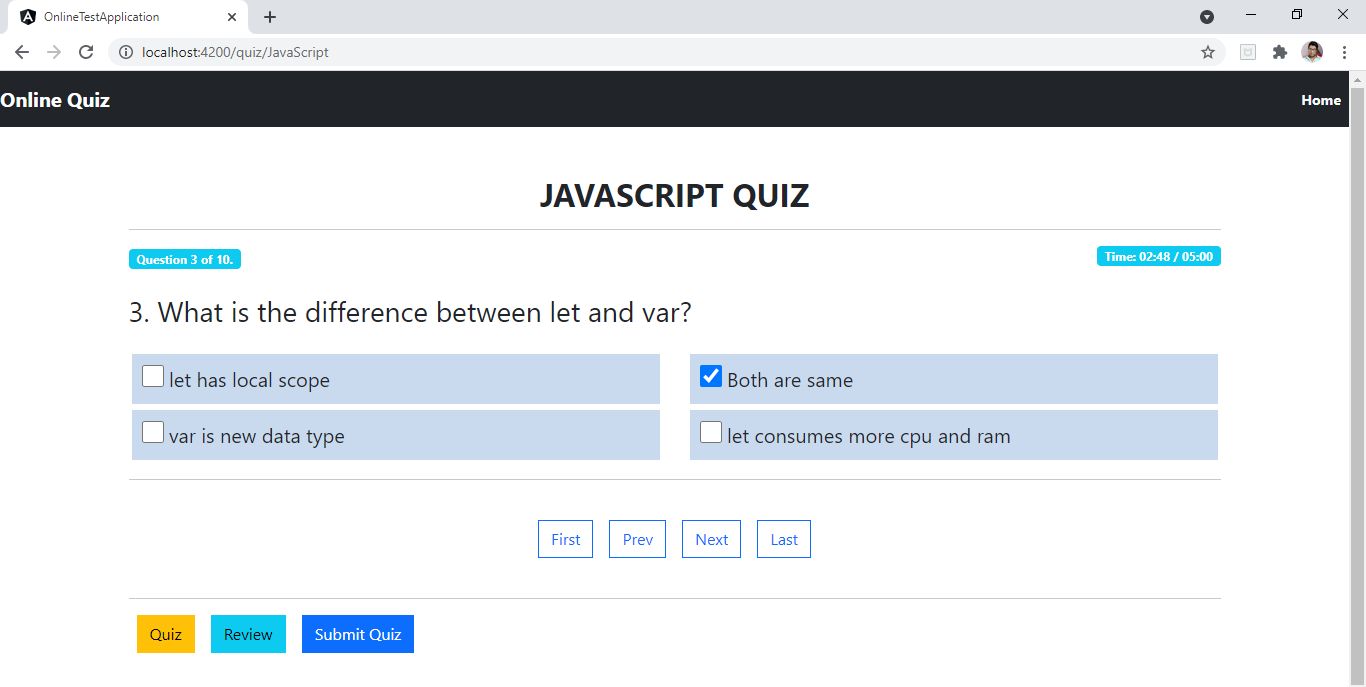 OnlineTestApplication
localhost:4200/quiz/JavaScript
Online Quiz Home
JAVASCRIPT QUIZ
Question 3 of 10. Time: 02:48 / 05:00
3. What is the difference between let and var?
let has local scope Both are same
var is new data type let consumes more cpu and ram
First Prev Next Last
Quiz Review Submit Quiz